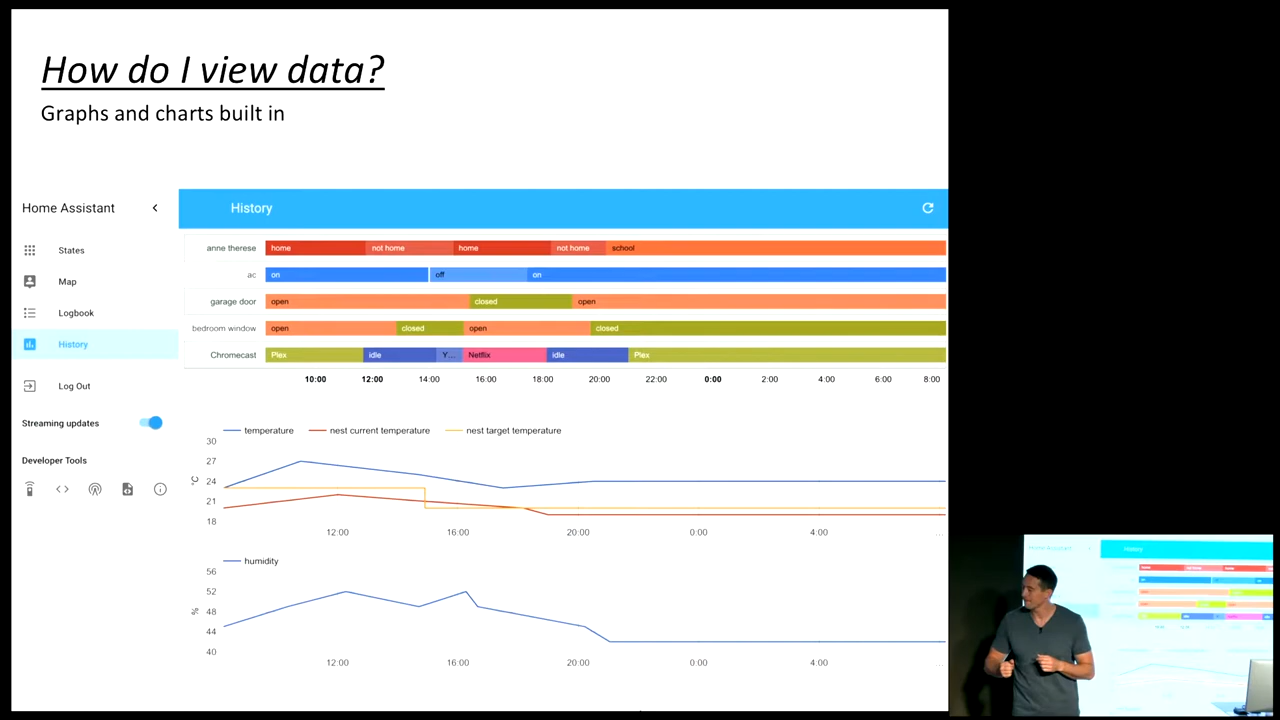 How do I view data?
Graphs and charts built in
Home Assistant
States
Map
Logbook
History
Log Out
Streaming updates
Developer Tools
History
anne therese home not home home not home school
ac on off on
garage door open closed open
bedroom window open closed open closed
Chromecast Plex idle Y... Netflix idle Plex
10:00 12:00 14:00 16:00 18:00 20:00 22:00 0:00 2:00 4:00 6:00 8:00
temperature nest current temperature nest target temperature
°C
30
27
24
21
18
12:00 16:00 20:00 0:00 4:00 ...
humidity
%
56
52
48
44
40
12:00 16:00 20:00 0:00 4:00 ...
Home Assistant
History